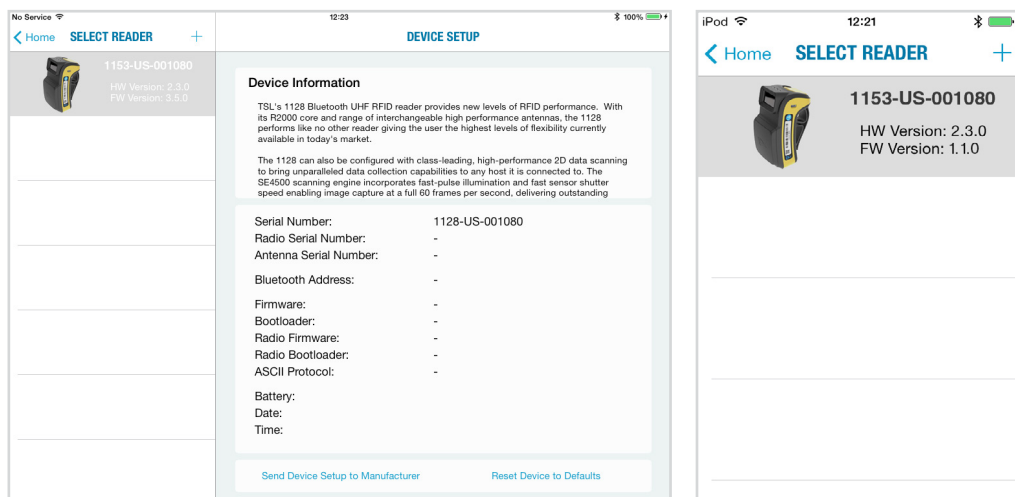 No Service 12:23 100%
Home SELECT READER + DEVICE SETUP
1153-US-001080
HW Version: 2.3.0
FW Version: 3.5.0
Device Information
TSL's 1128 Bluetooth UHF RFID reader provides new levels of RFID performance. With
its R2000 core and range of interchangeable high performance antennas, the 1128
performs like no other reader giving the user the highest levels of flexibility currently
available in today's market.
The 1128 can also be configured with class-leading, high-performance 2D data scanning
to bring unparalleled data collection capabilities to any host it is connected to. The
SE4500 scanning engine incorporates fast-pulse illumination and fast sensor shutter
speed enabling image capture at a full 60 frames per second, delivering outstanding
Serial Number: 1128-US-001080
Radio Serial Number: -
Antenna Serial Number: -
Bluetooth Address: -
Firmware: -
Bootloader: -
Radio Firmware: -
Radio Bootloader: -
ASCII Protocol: -
Battery:
Date:
Time:
Send Device Setup to Manufacturer Reset Device to Defaults
iPod 12:21
Home SELECT READER +
1153-US-001080
HW Version: 2.3.0
FW Version: 1.1.0